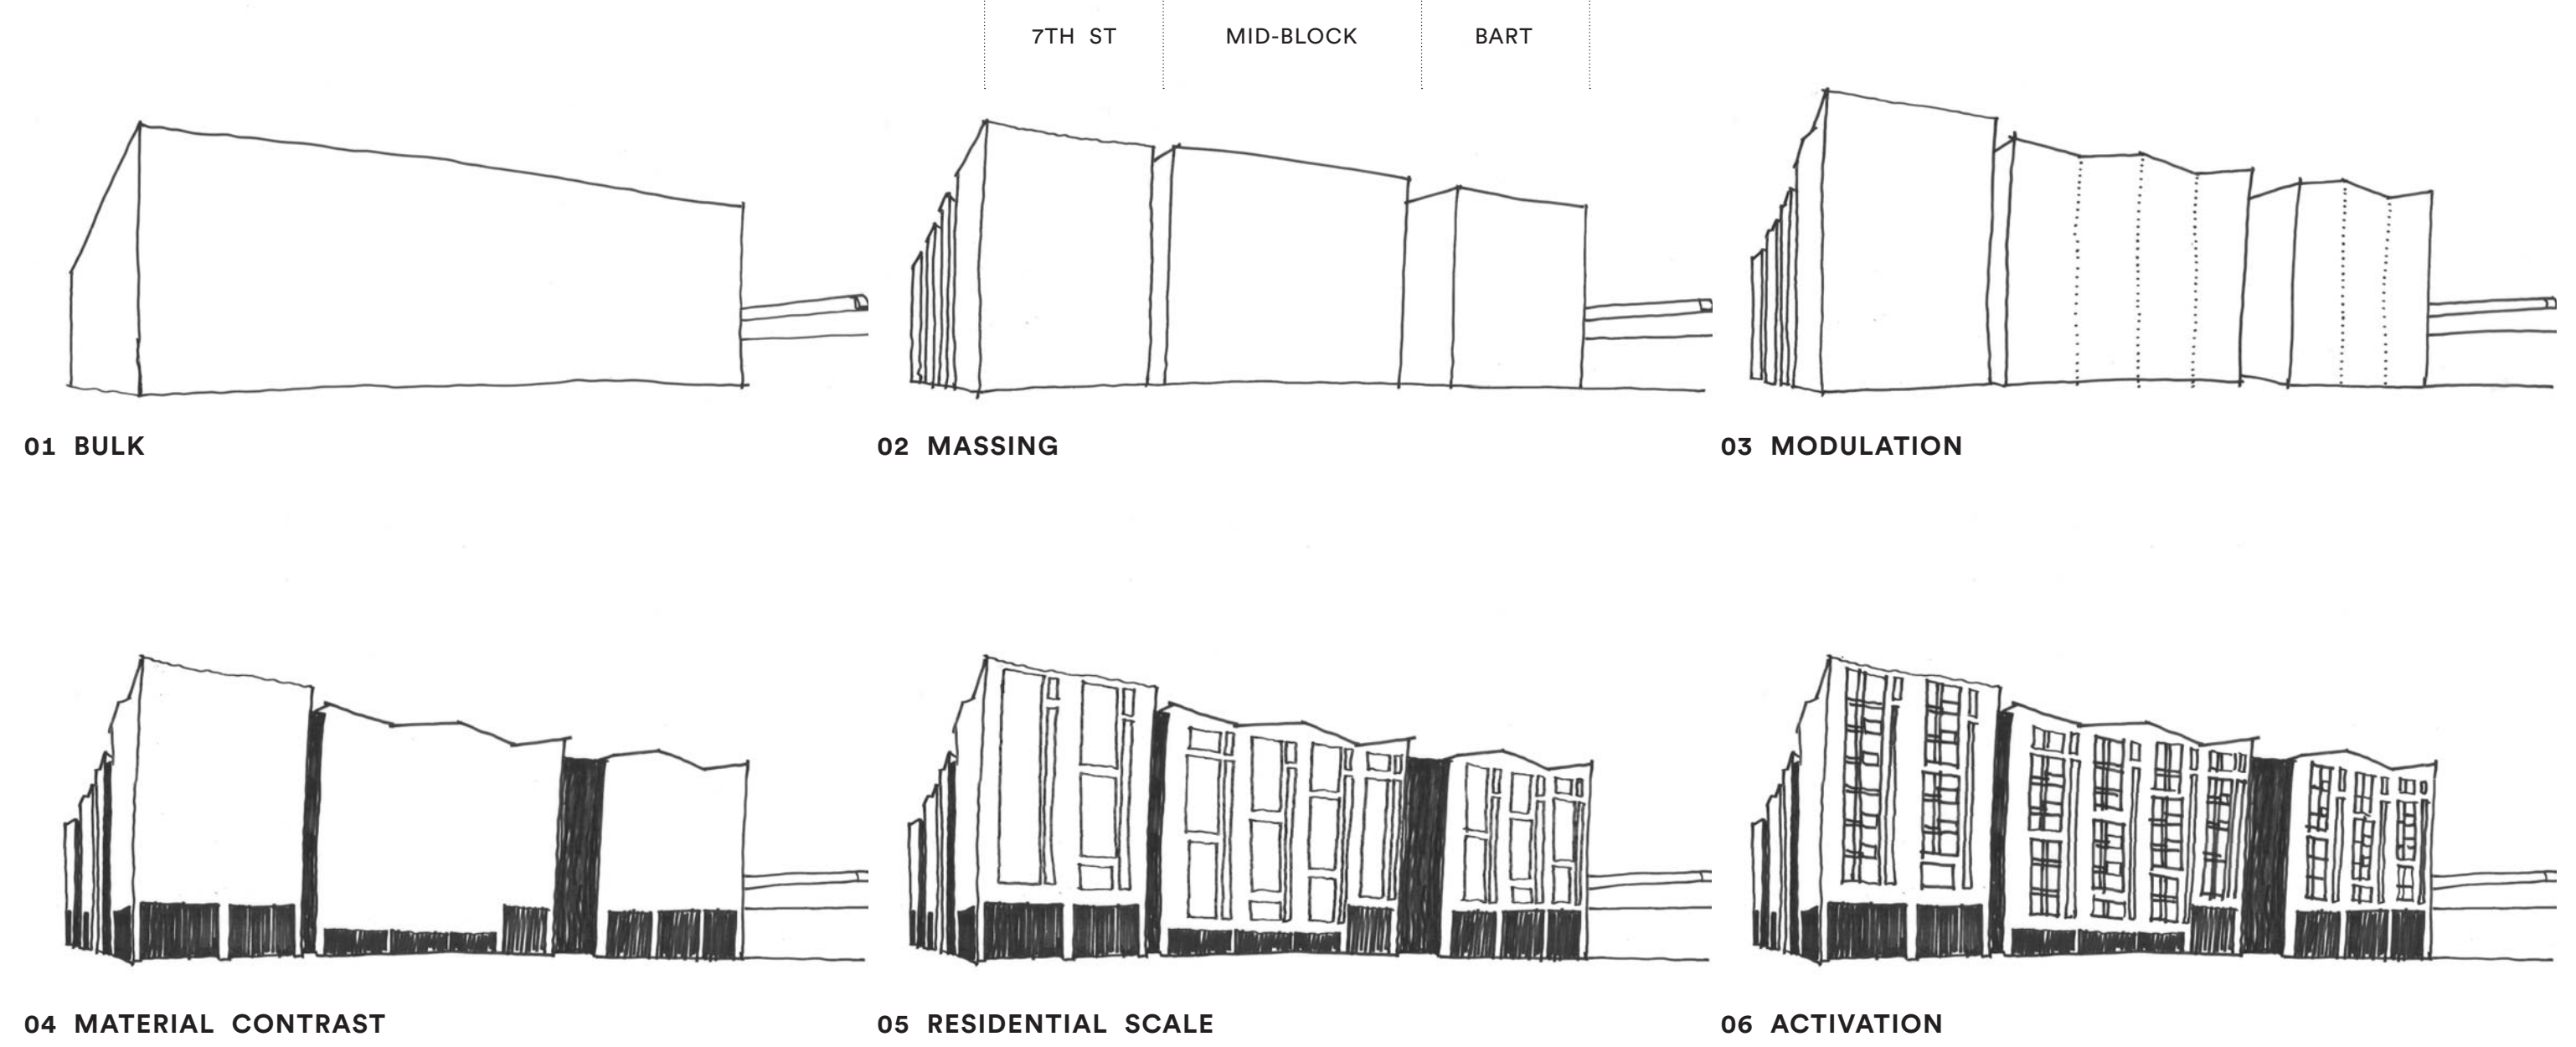 7TH ST
MID-BLOCK
BART
01 BULK
02 MASSING
03 MODULATION
04 MATERIAL CONTRAST
05 RESIDENTIAL SCALE
06 ACTIVATION